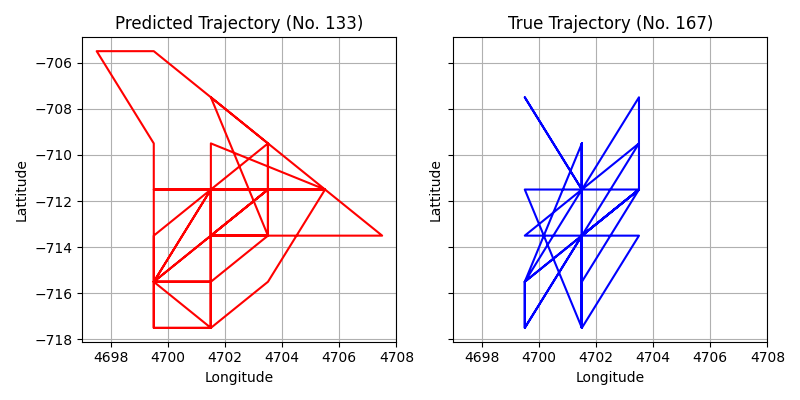 Predicted Trajectory (No. 133)
True Trajectory (No. 167)
−706
−708
−710
−712
−714
−716
−718
Lattitude
Lattitude
4698 4700 4702 4704 4706 4708
4698 4700 4702 4704 4706 4708
Longitude
Longitude